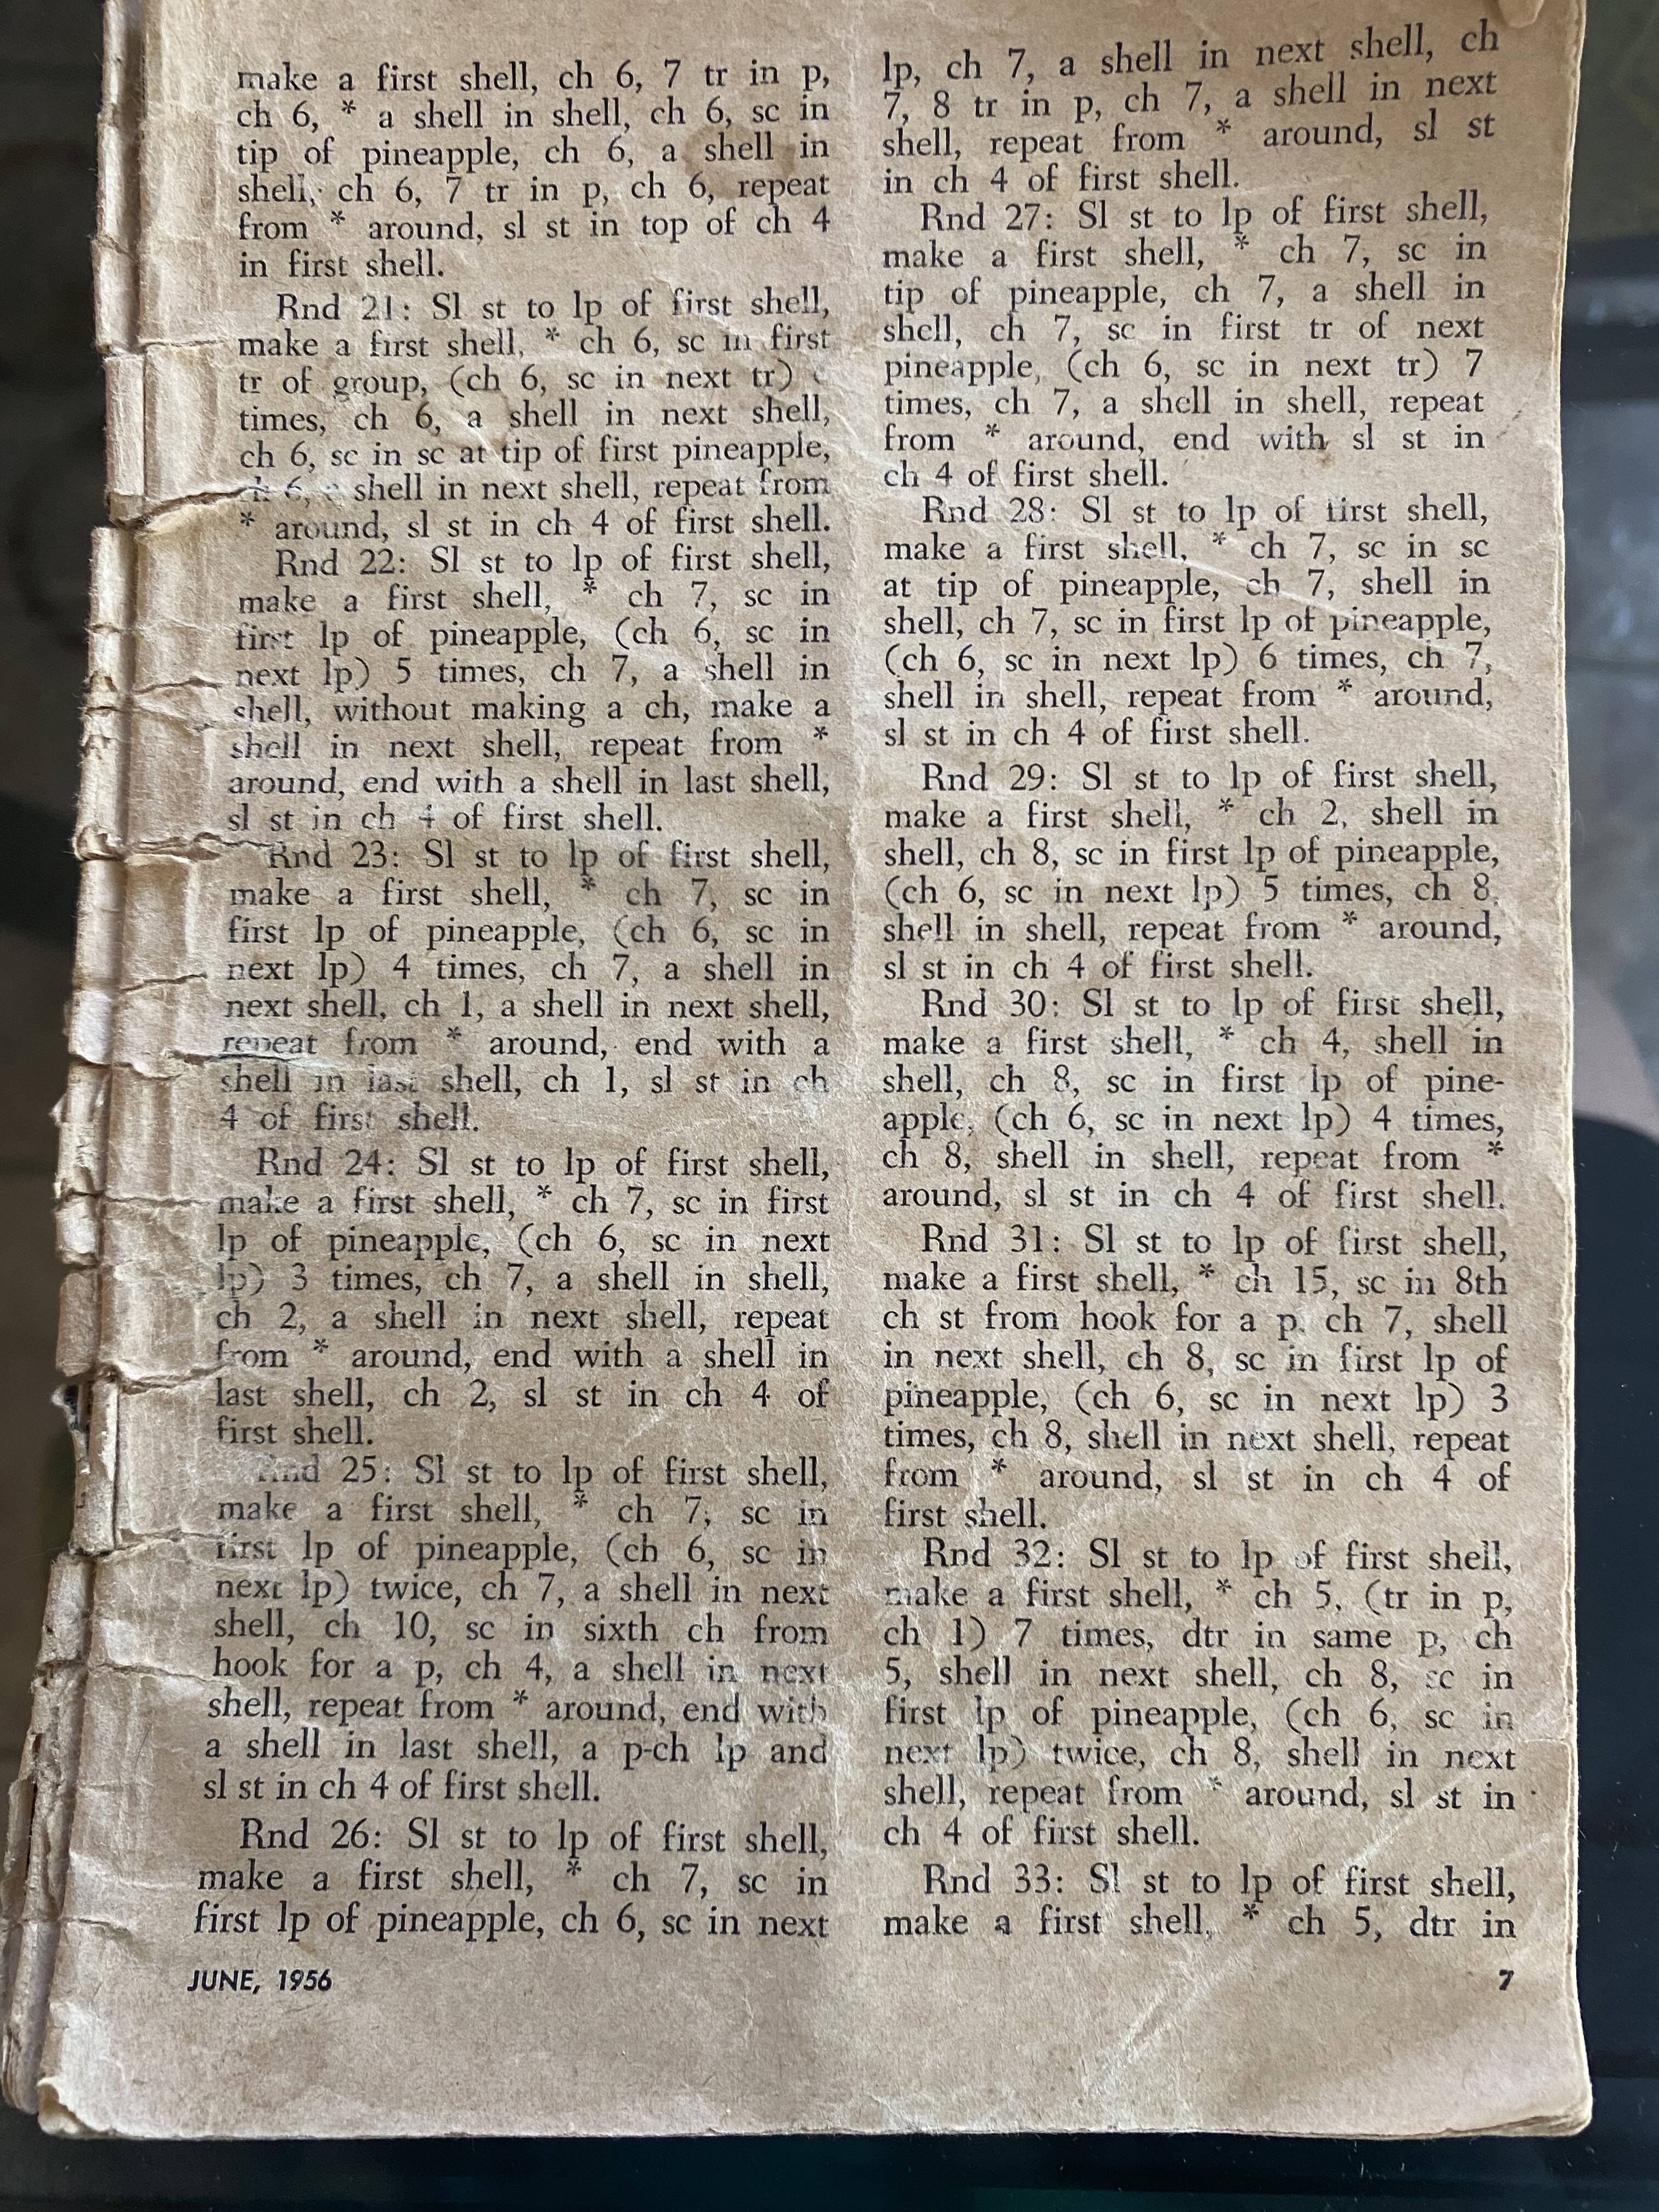 make a first shell, ch 6, 7 tr in p,
ch 6, * a shell in shell, ch 6, sc in
tip of pineapple, ch 6, a shell in
shell, ch 6, 7 tr in p, ch 6, repeat
from * around, sl st in top of ch 4
in first shell.
Rnd 21: Sl st to lp of first shell,
make a first shell, * ch 6, sc in first
tr of group, (ch 6, sc in next tr)
times, ch 6, a shell in next shell,
ch 6, sc in sc at tip of first pineapple,
ch 6, a shell in next shell, repeat from
* around, sl st in ch 4 of first shell.
Rnd 22: Sl st to lp of first shell,
make a first shell, * ch 7, sc in
first lp of pineapple, (ch 6, sc in
next lp) 5 times, ch 7, a shell in
shell, without making a ch, make a
shell in next shell, repeat from *
around, end with a shell in last shell,
sl st in ch 4 of first shell.
Rnd 23: Sl st to lp of first shell,
make a first shell, * ch 7, sc in
first lp of pineapple, (ch 6, sc in
next lp) 4 times, ch 7, a shell in
next shell, ch 1, a shell in next shell,
repeat from * around, end with a
shell in last shell, ch 1, sl st in ch
4 of first shell.
Rnd 24: Sl st to lp of first shell,
make a first shell, * ch 7, sc in first
lp of pineapple, (ch 6, sc in next
lp) 3 times, ch 7, a shell in shell,
ch 2, a shell in next shell, repeat
from * around, end with a shell in
last shell, ch 2, sl st in ch 4 of
first shell.
Rnd 25: Sl st to lp of first shell,
make a first shell, * ch 7, sc in
first lp of pineapple, (ch 6, sc in
next lp) twice, ch 7, a shell in next
shell, ch 10, sc in sixth ch from
hook for a p, ch 4, a shell in next
shell, repeat from * around, end with
a shell in last shell, a p-ch lp and
sl st in ch 4 of first shell.
Rnd 26: Sl st to lp of first shell,
make a first shell, * ch 7, sc in
first lp of pineapple, ch 6, sc in next
lp, ch 7, a shell in next shell, ch
7, 8 tr in p, ch 7, a shell in next
shell, repeat from * around, sl st
in ch 4 of first shell.
Rnd 27: Sl st to lp of first shell,
make a first shell, * ch 7, sc in
tip of pineapple, ch 7, a shell in
shell, ch 7, sc in first tr of next
pineapple, (ch 6, sc in next tr) 7
times, ch 7, a shell in shell, repeat
from * around, end with sl st in
ch 4 of first shell.
Rnd 28: Sl st to lp of first shell,
make a first shell, * ch 7, sc in sc
at tip of pineapple, ch 7, shell in
shell, ch 7, sc in first lp of pineapple,
(ch 6, sc in next lp) 6 times, ch 7,
shell in shell, repeat from * around,
sl st in ch 4 of first shell.
Rnd 29: Sl st to lp of first shell,
make a first shell, * ch 2, shell in
shell, ch 8, sc in first lp of pineapple,
(ch 6, sc in next lp) 5 times, ch 8,
shell in shell, repeat from * around,
sl st in ch 4 of first shell.
Rnd 30: Sl st to lp of first shell,
make a first shell, * ch 4, shell in
shell, ch 8, sc in first lp of pine-
apple, (ch 6, sc in next lp) 4 times,
ch 8, shell in shell, repeat from *
around, sl st in ch 4 of first shell.
Rnd 31: Sl st to lp of first shell,
make a first shell, * ch 15, sc in 8th
ch st from hook for a p. ch 7, shell
in next shell, ch 8, sc in first lp of
pineapple, (ch 6, sc in next lp) 3
times, ch 8, shell in next shell, repeat
from * around, sl st in ch 4 of
first shell.
Rnd 32: Sl st to lp of first shell,
make a first shell, * ch 5, (tr in p,
ch 1) 7 times, dtr in same p, ch
5, shell in next shell, ch 8, sc in
first lp of pineapple, (ch 6, sc in
next lp) twice, ch 8, shell in next
shell, repeat from * around, sl st in
ch 4 of first shell.
Rnd 33: Sl st to lp of first shell,
make a first shell, * ch 5, dtr in
JUNE, 1956
7